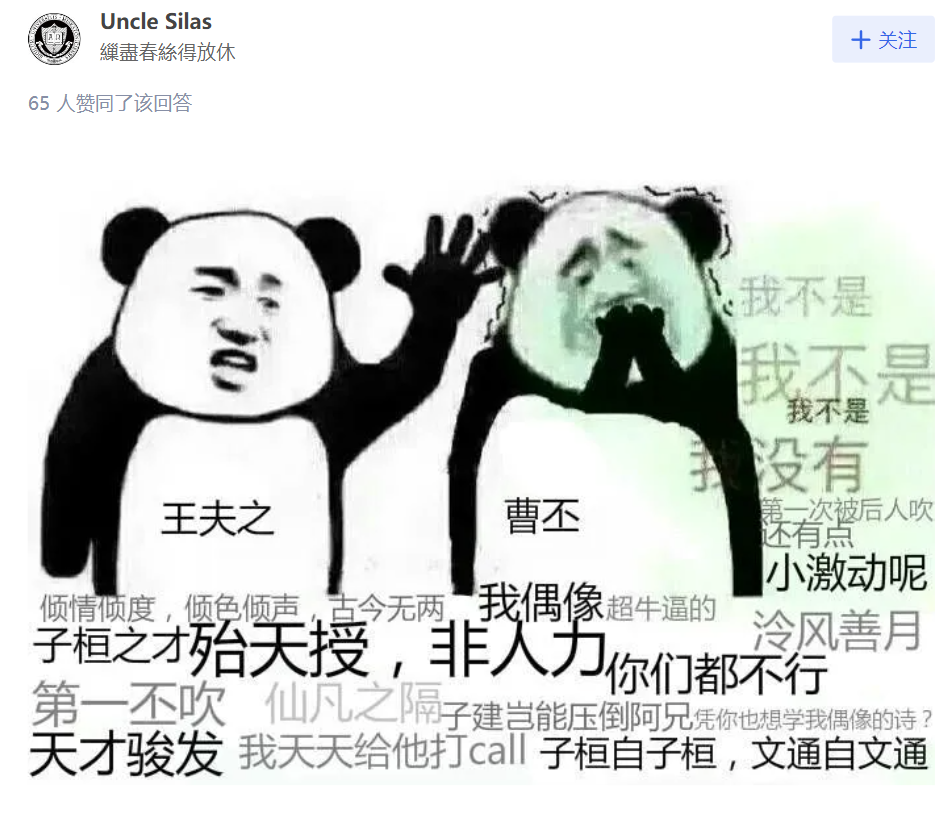 Uncle Silas
繅盡春絲得放休
+ 关注
65 人赞同了该回答
我不是
我不是
我不是
我没有
第一次被后人吹
还有点
小激动呢
王夫之
曹丕
倾情倾度，倾色倾声，古今无两
我偶像
超牛逼的
泠风善月
子桓之才
殆天授，非人力
你们都不行
第一丕吹
仙凡之隔
子建岂能压倒阿兄
凭你也想学我偶像的诗？
天才骏发
我天天给他打call
子桓自子桓，文通自文通